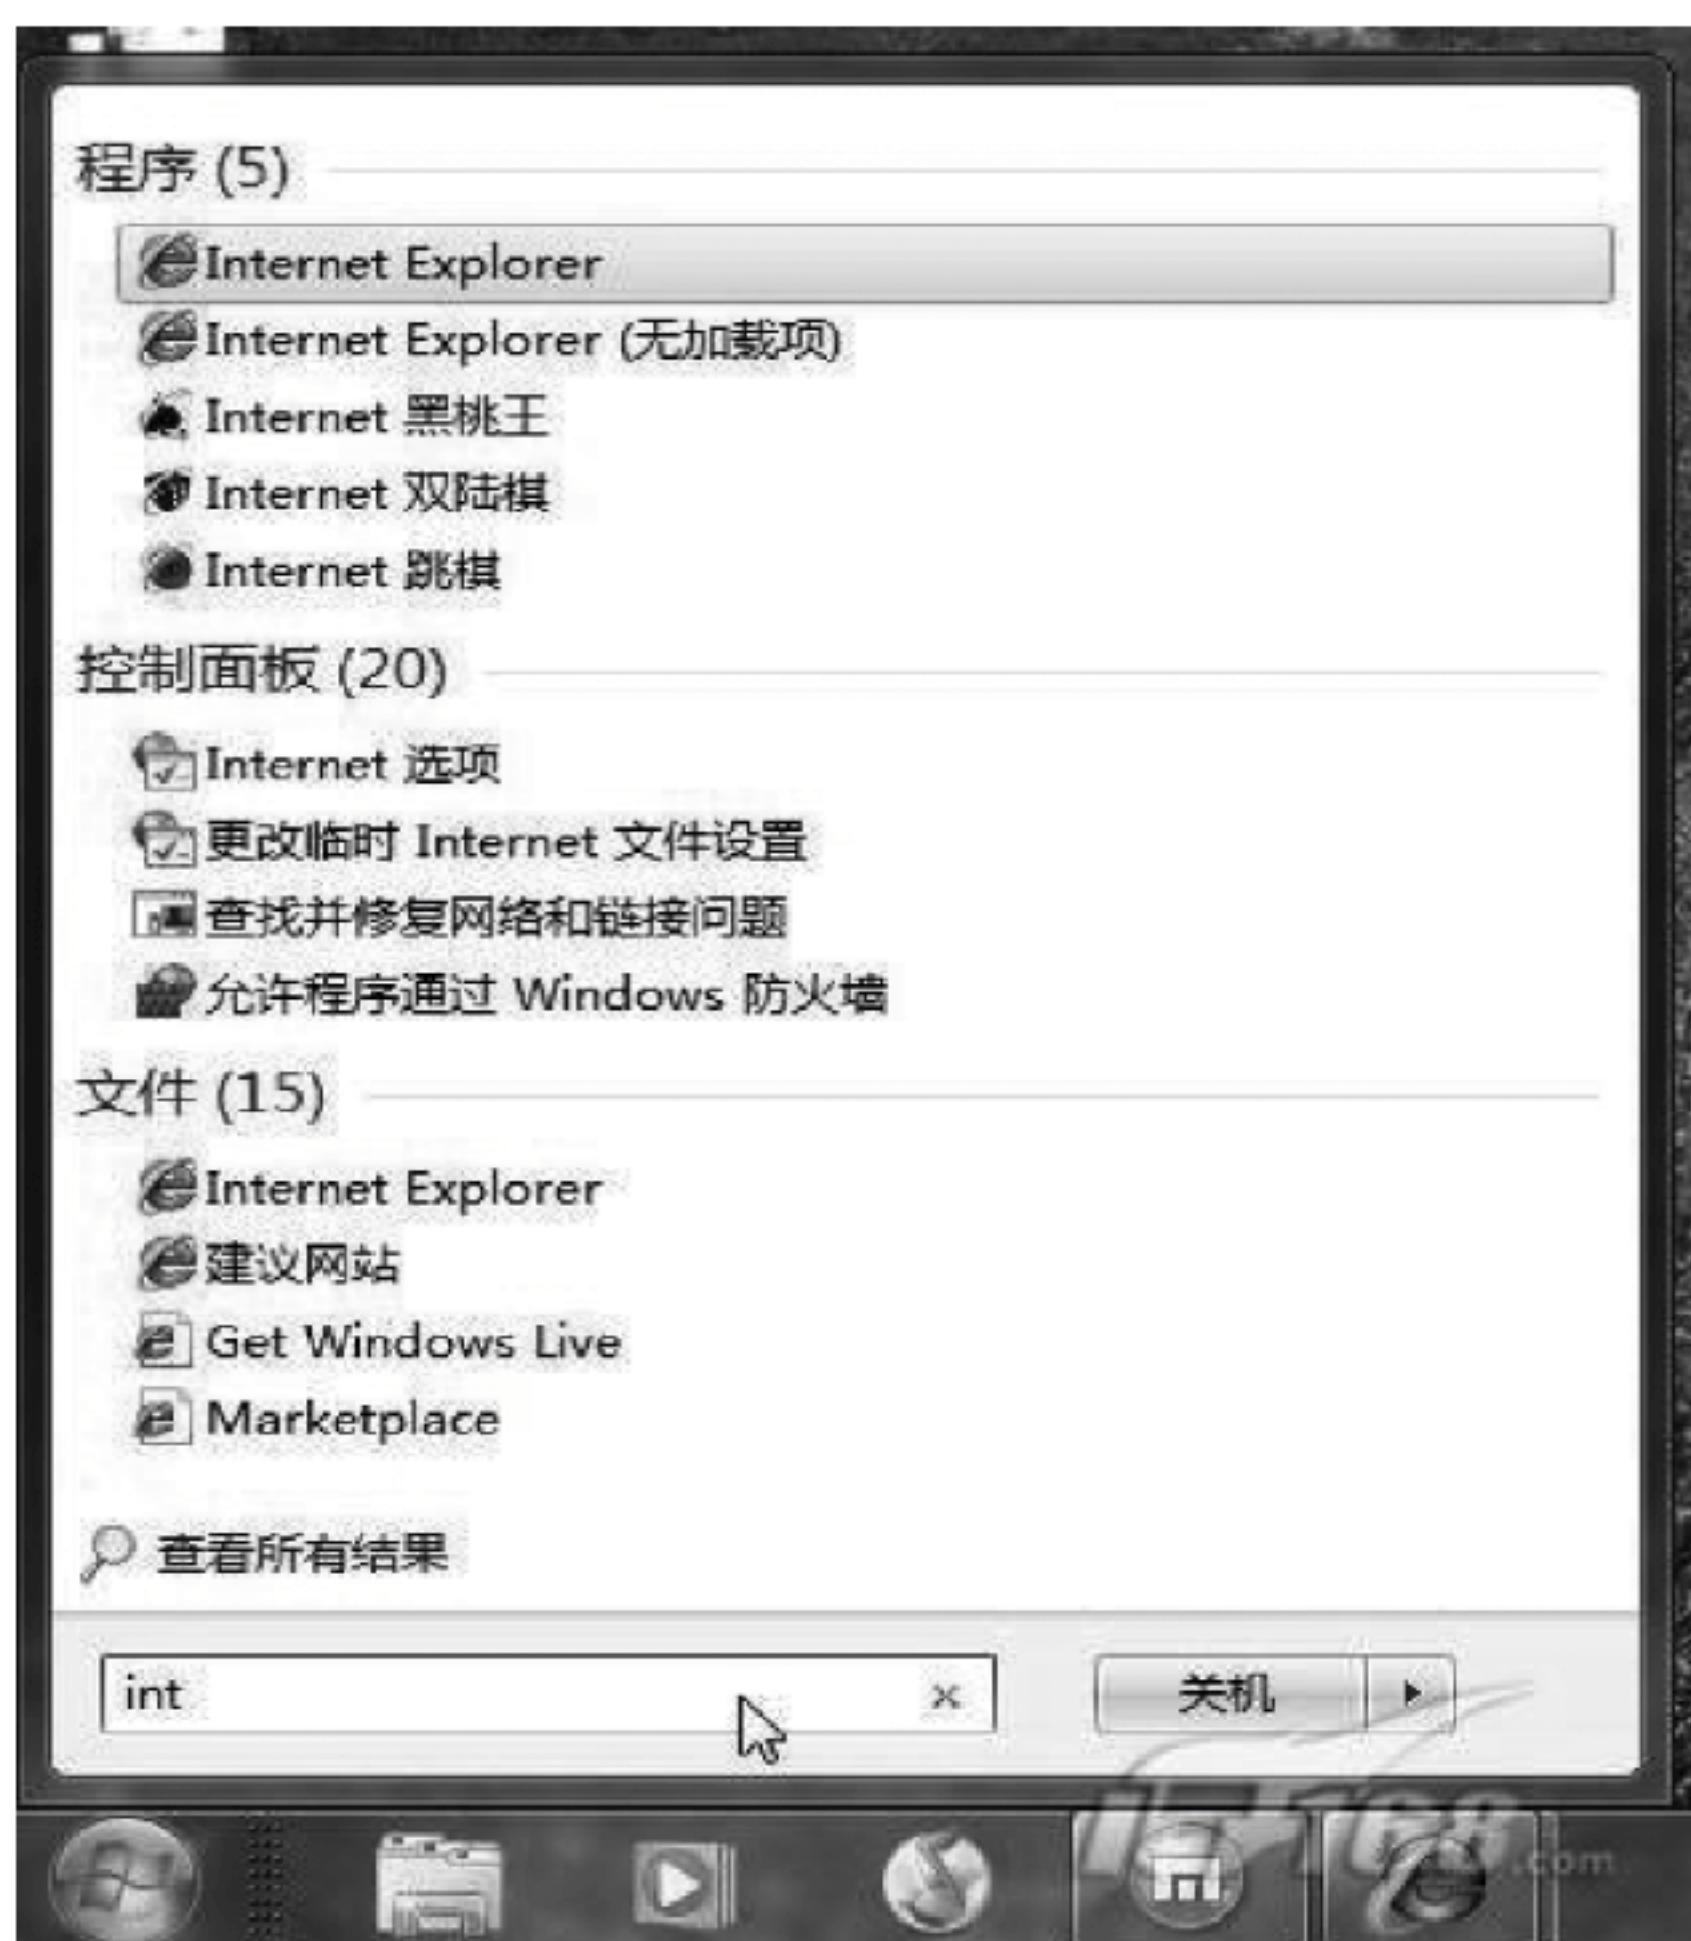 程序 (5)
Internet Explorer
Internet Explorer (无加载项)
Internet 黑桃王
Internet 双陆棋
Internet 跳棋
控制面板 (20)
Internet 选项
更改临时 Internet 文件设置
查找并修复网络和链接问题
允许程序通过 Windows 防火墙
文件 (15)
Internet Explorer
建议网站
Get Windows Live
Marketplace
查看所有结果
int
关机
iT168.com